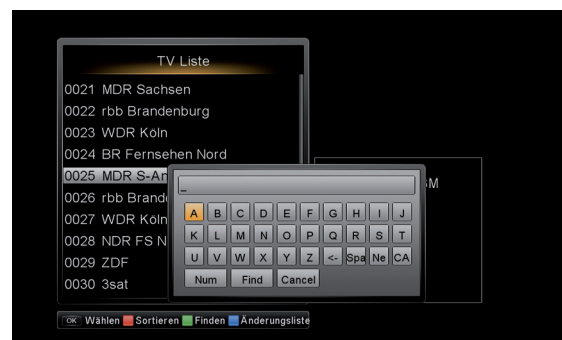 TV Liste
0021 MDR Sachsen
0022 rbb Brandenburg
0023 WDR Köln
0024 BR Fernsehen Nord
0025 MDR S-An
SM
0026 rbb Brande
0027 WDR Köln
0028 NDR FS N
0029 ZDF
0030 3sat
_
A B C D E F G H I J
K L M N O P Q R S T
U V W X Y Z <- Spa Ne CA
Num Find Cancel
OK Wählen Sortieren Finden Änderungsliste